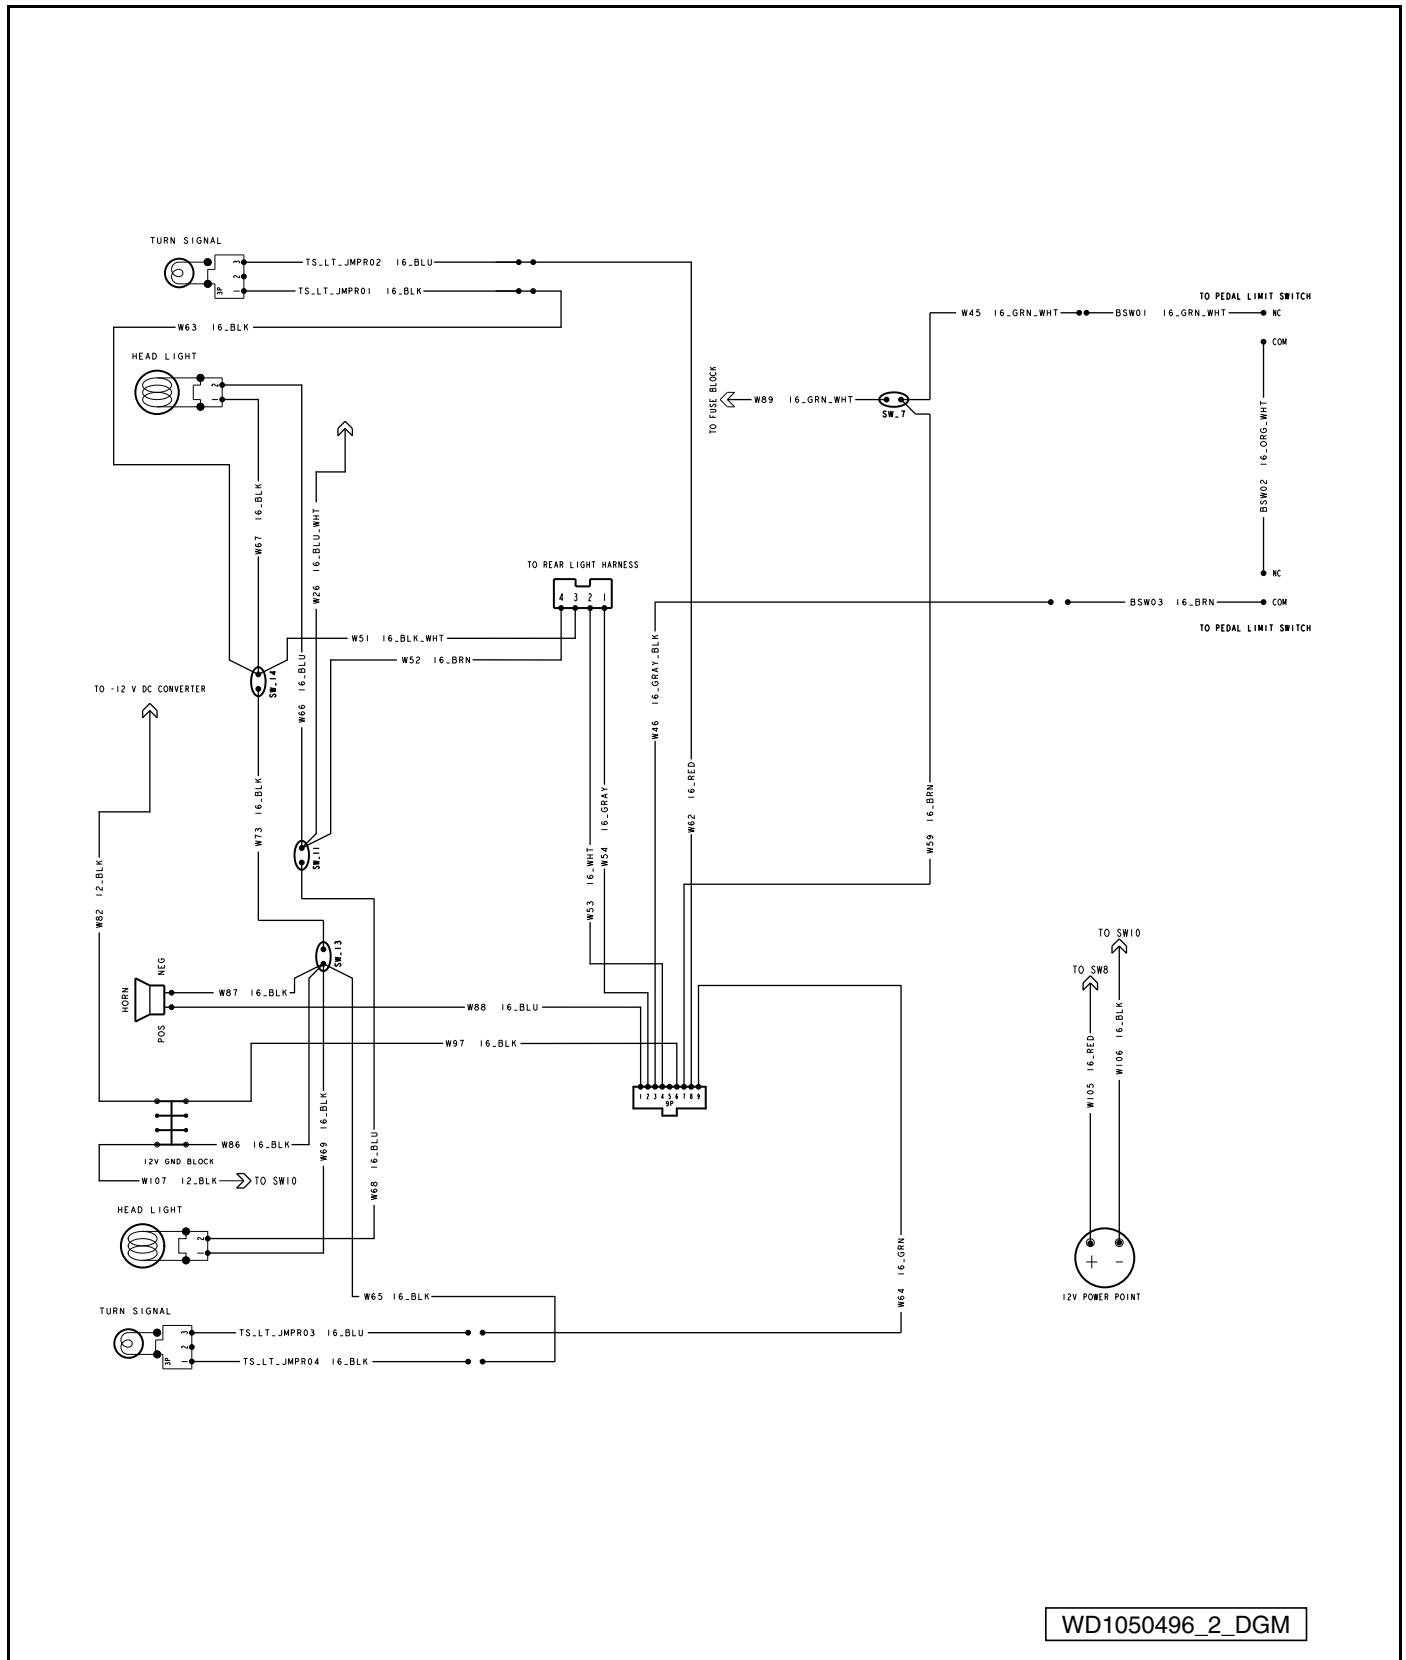 TURN SIGNAL
3
2
1
3P
TS_LT_JMPR02 16_BLU
TS_LT_JMPR01 16_BLK
W63 16_BLK
TO PEDAL LIMIT SWITCH
W45 16_GRN_WHT
BSW01 16_GRN_WHT
NC
COM
HEAD LIGHT
2
1
TO FUSE BLOCK
W89 16_GRN_WHT
SW_7
BSW02 16_ORG_WHT
W67 16_BLK
W26 16_BLU_WHT
TO REAR LIGHT HARNESS
4 3 2 1
NC
BSW03 16_BRN
COM
TO PEDAL LIMIT SWITCH
W51 16_BLK_WHT
W52 16_BRN
W46 16_GRAY_BLK
W66 16_BLU
SW_14
TO -12 V DC CONVERTER
W73 16_BLK
W62 16_RED
W54 16_GRAY
W53 16_WHT
W59 16_BRN
SW_11
W82 12_BLK
SW_13
TO SW10
TO SW8
NEG
HORN
POS
W87 16_BLK
W88 16_BLU
W97 16_BLK
W105 16_RED
W106 16_BLK
1 2 3 4 5 6 7 8 9
9P
W69 16_BLK
W68 16_BLU
W86 16_BLK
12V GND BLOCK
W107 12_BLK
TO SW10
HEAD LIGHT
2
1
W64 16_GRN
+ -
12V POWER POINT
W65 16_BLK
TURN SIGNAL
3
2
1
3P
TS_LT_JMPR03 16_BLU
TS_LT_JMPR04 16_BLK
WD1050496_2_DGM